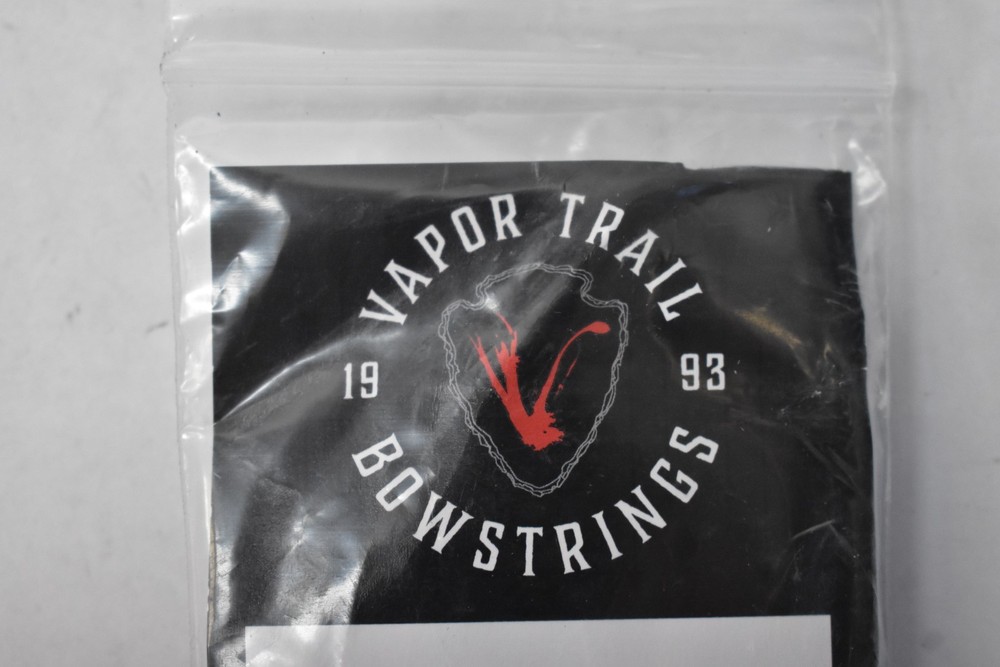 VAPOR TRAIL
19 93
BOWSTRINGS